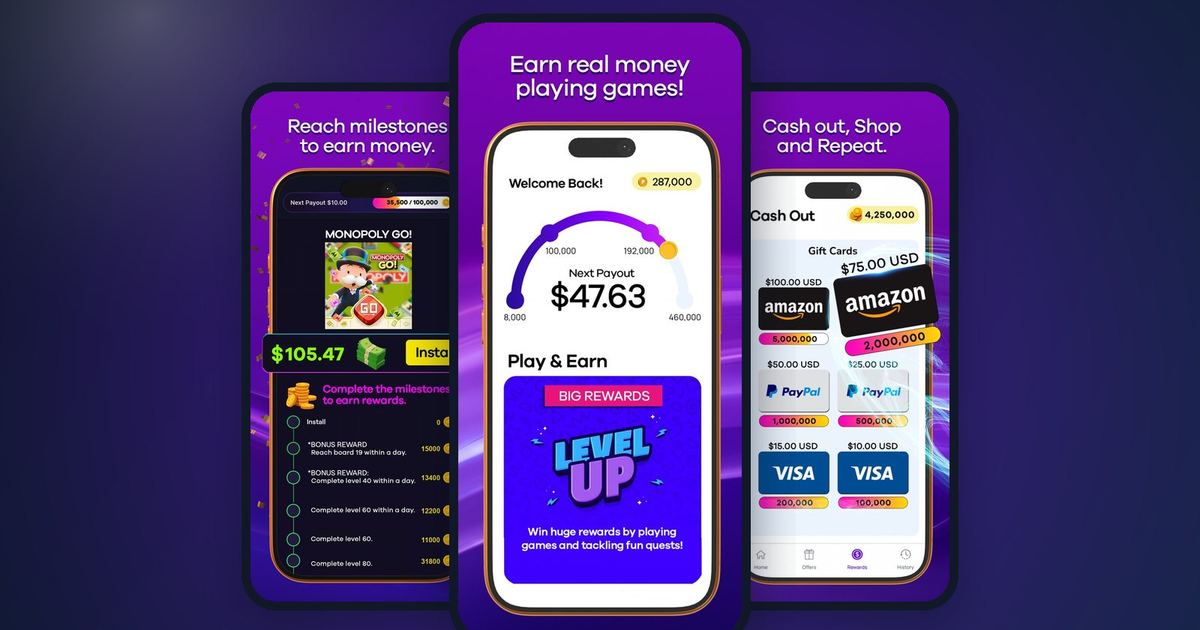 Reach milestones
to earn money.
Next Payout $10.00
35,500 / 100,000
MONOPOLY GO!
MONOPOLY
GO!
GO
$105.47
Insta
Complete the milestones
to earn rewards.
Install
0
*BONUS REWARD
Reach board 19 within a day.
15000
*BONUS REWARD:
Complete level 40 within a day.
13400
Complete level 60 within a day.
12200
Complete level 60.
11000
Complete level 80.
31800
Earn real money
playing games!
Welcome Back!
287,000
100,000
192,000
Next Payout
$47.63
8,000
460,000
Play & Earn
BIG REWARDS
LEVEL
UP
Win huge rewards by playing
games and tackling fun quests!
Cash out, Shop
and Repeat.
Cash Out
4,250,000
Gift Cards
$100.00 USD
amazon
5,000,000
$75.00 USD
amazon
2,000,000
$50.00 USD
PayPal
1,000,000
$25.00 USD
PayPal
500,000
$15.00 USD
VISA
200,000
$10.00 USD
VISA
100,000
Home
Offers
Rewards
History